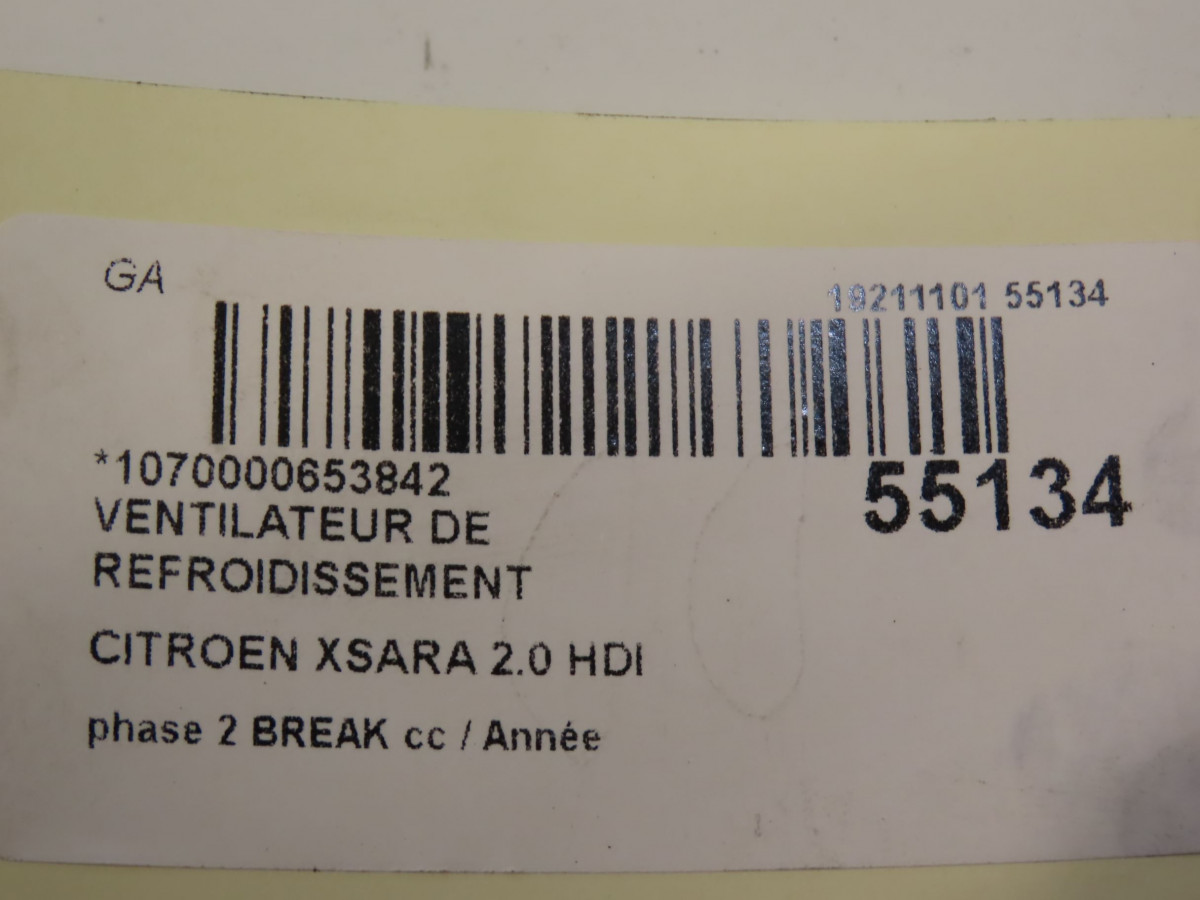 GA
19211101 55134
*1070000653842
55134
VENTILATEUR DE
REFROIDISSEMENT
CITROEN XSARA 2.0 HDI
phase 2 BREAK cc / Année